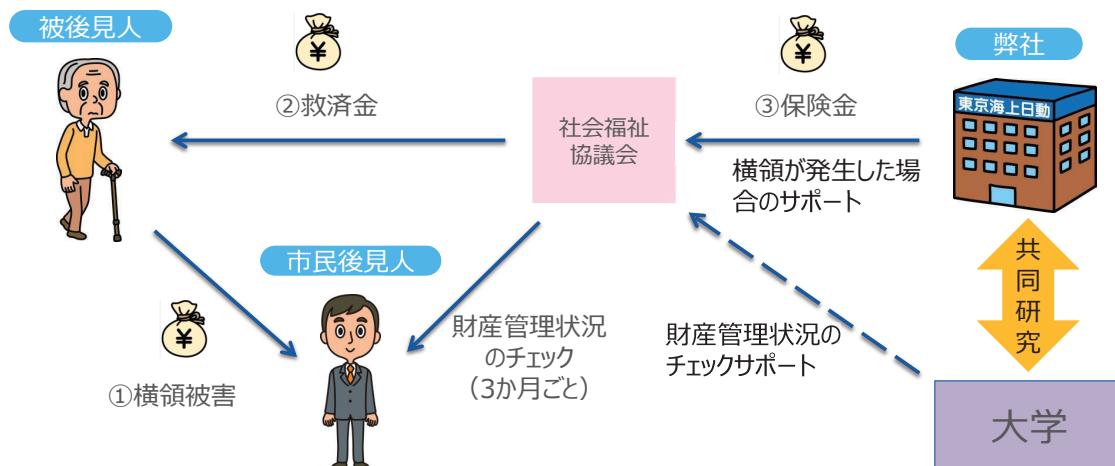 被後見人
¥
②救済金
社会福祉
協議会
¥
③保険金
弊社
東京海上日動
横領が発生した場
合のサポート
市民後見人
¥
①横領被害
財産管理状況
のチェック
（3か月ごと）
財産管理状況の
チェックサポート
共同研究
大学